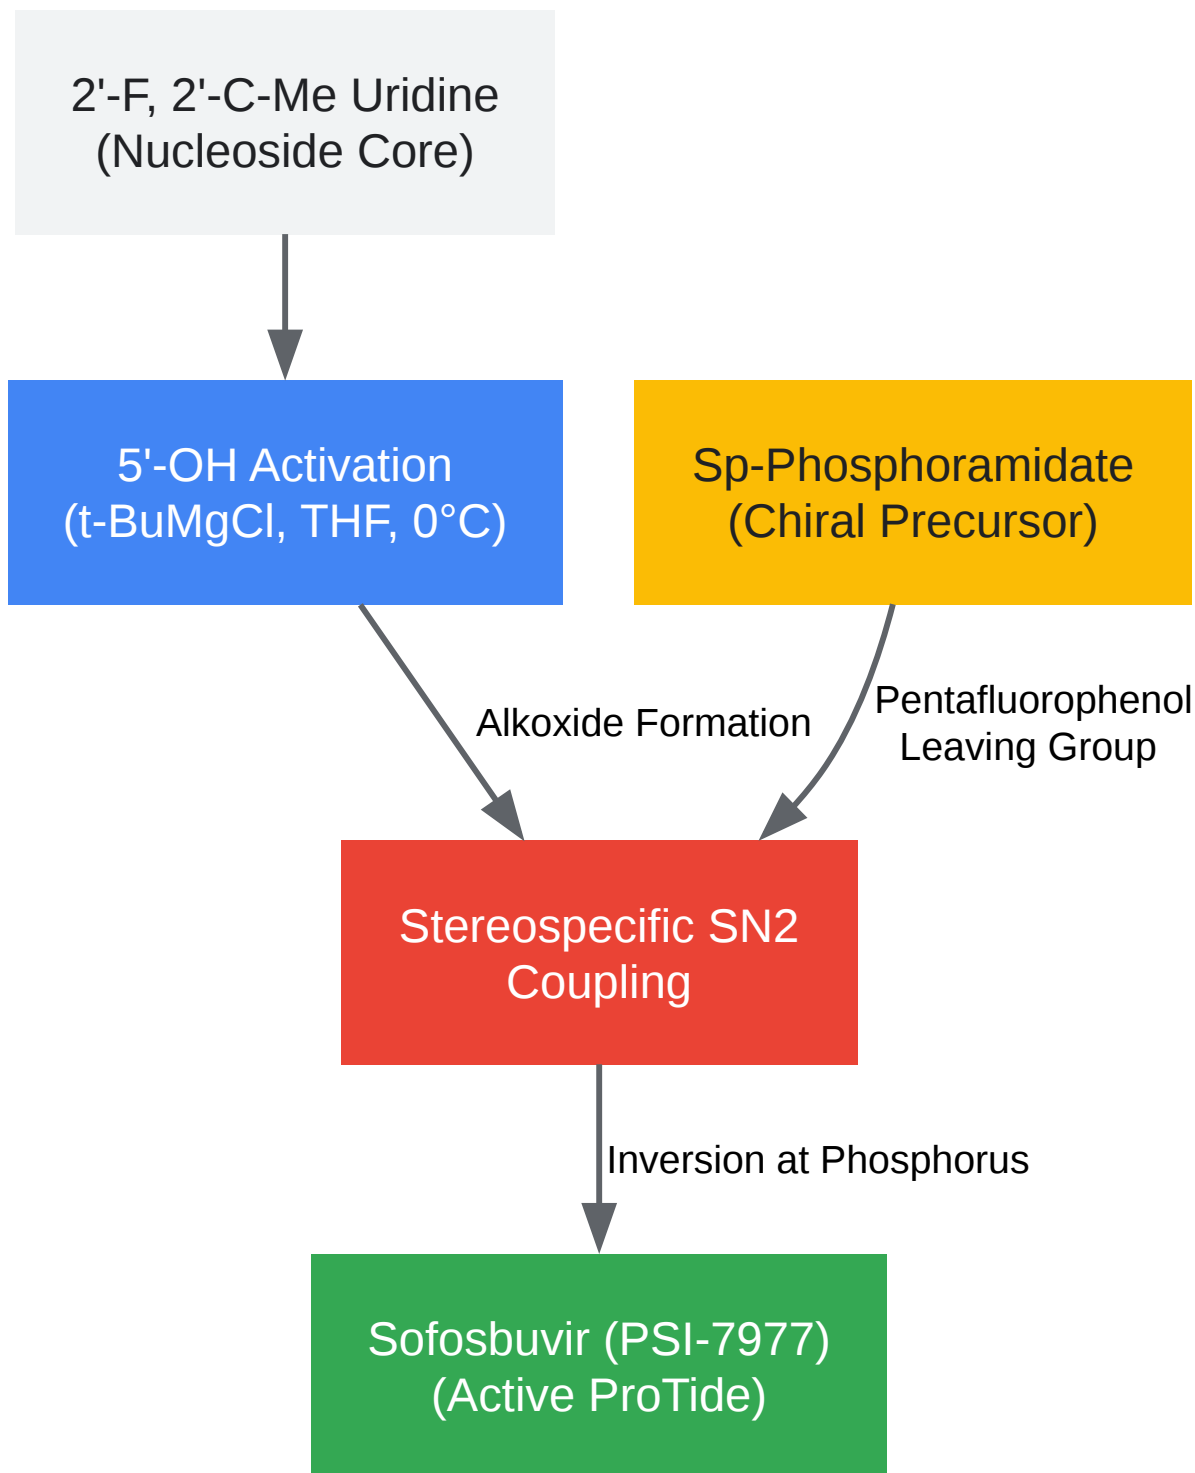 2'-F, 2'-C-Me Uridine
(Nucleoside Core)
5'-OH Activation
(t-BuMgCl, THF, 0°C)
Sp-Phosphoramidate
(Chiral Precursor)
Alkoxide Formation
Pentafluorophenol
Leaving Group
Stereospecific SN2
Coupling
Inversion at Phosphorus
Sofosbuvir (PSI-7977)
(Active ProTide)